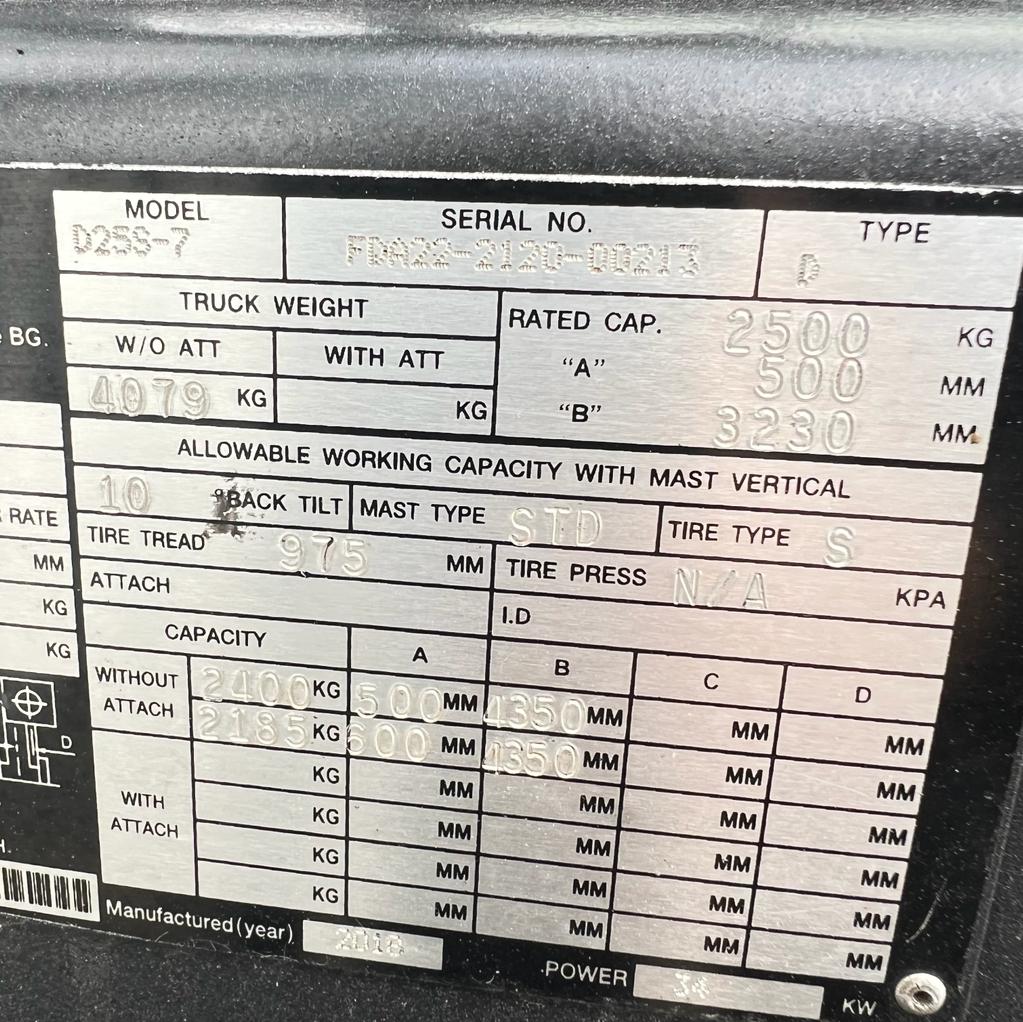 MODEL
D25S-7
SERIAL NO.
FDA22-2120-00213
TYPE
D
TRUCK WEIGHT
W/O ATT
WITH ATT
4079 KG
KG
RATED CAP. 2500 KG
“A” 500 MM
“B” 3230 MM
ALLOWABLE WORKING CAPACITY WITH MAST VERTICAL
10 °BACK TILT
MAST TYPE STD
TIRE TYPE S
TIRE TREAD 975 MM
TIRE PRESS N/A KPA
ATTACH
I.D
CAPACITY A B C D
WITHOUT ATTACH
2400 KG 500 MM 4350 MM MM MM
2185 KG 600 MM 4350 MM MM MM
WITH ATTACH
KG MM MM MM MM
KG MM MM MM MM
KG MM MM MM MM
KG MM MM MM MM
Manufactured (year) 2018
POWER 34 KW
BG.
RATE
MM
KG
KG
D